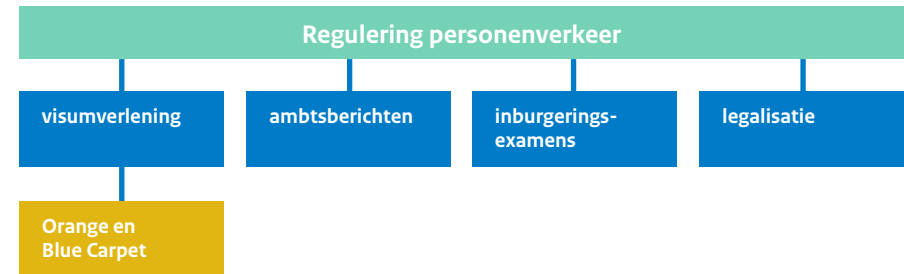 Regulering personenverkeer
visumverlening
ambtsberichten
inburgerings-
examens
legalisatie
Orange en
Blue Carpet